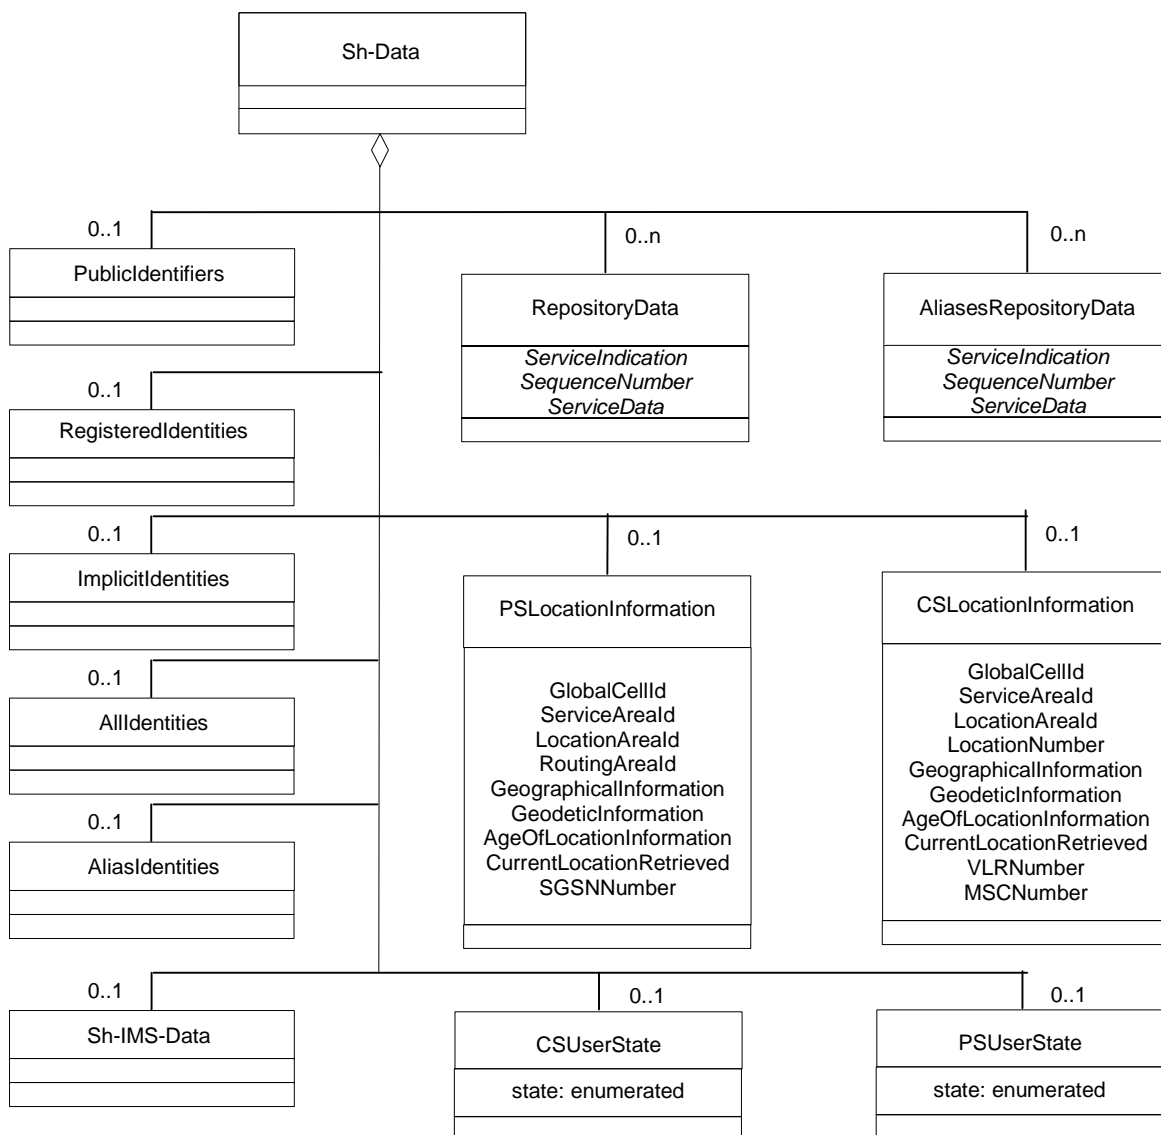 Sh-Data
0..1
0..n
0..n
PublicIdentifiers
RepositoryData
AliasesRepositoryData
ServiceIndication
SequenceNumber
ServiceData
ServiceIndication
SequenceNumber
ServiceData
0..1
RegisteredIdentities
0..1
0..1
0..1
ImplicitIdentities
PSLocationInformation
CSLocationInformation
GlobalCellId
ServiceAreaId
LocationAreaId
RoutingAreaId
GeographicalInformation
GeodeticInformation
AgeOfLocationInformation
CurrentLocationRetrieved
SGSNNumber
GlobalCellId
ServiceAreaId
LocationAreaId
LocationNumber
GeographicalInformation
GeodeticInformation
AgeOfLocationInformation
CurrentLocationRetrieved
VLRNumber
MSCNumber
0..1
AllIdentities
0..1
AliasIdentities
0..1
0..1
0..1
Sh-IMS-Data
CSUserState
PSUserState
state: enumerated
state: enumerated